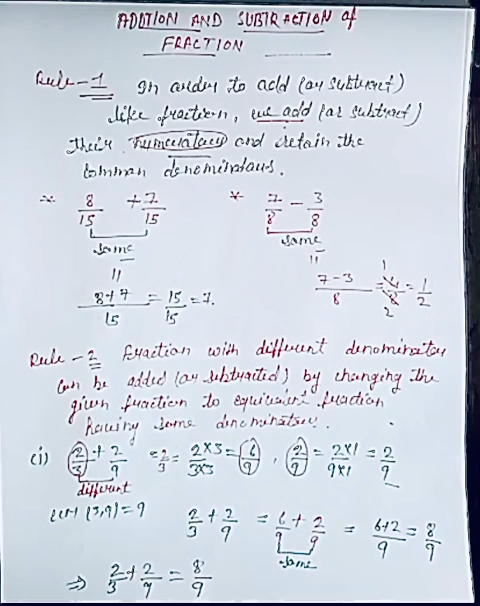 ADDTION AND SUBTRACTION of
FRACTION
Rule-1 In order to add (or subtract)
like fraction, we add (or subtract)
their numerators and retain the
common denominators.
* 8/15 + 7/15 * 7/8 - 3/8
same same
|| ||
8+7/15 = 15/15 = 1. 7-3/8 = 4/8 = 1/2
1 2
Rule-2 Fraction with different denominator
can be added (or subtracted) by changing the
given fraction to equivalent fraction
having same denominator.
(i) 2/3 + 2/9 = 2/3 = 2×3/3×3 = 6/9 , 2/9 = 2×1/9×1 = 2/9
different
LCM (3,9) = 9 2/3 + 2/9 = 6/9 + 2/9 = 6+2/9 = 8/9
same
⇒ 2/3 + 2/9 = 8/9